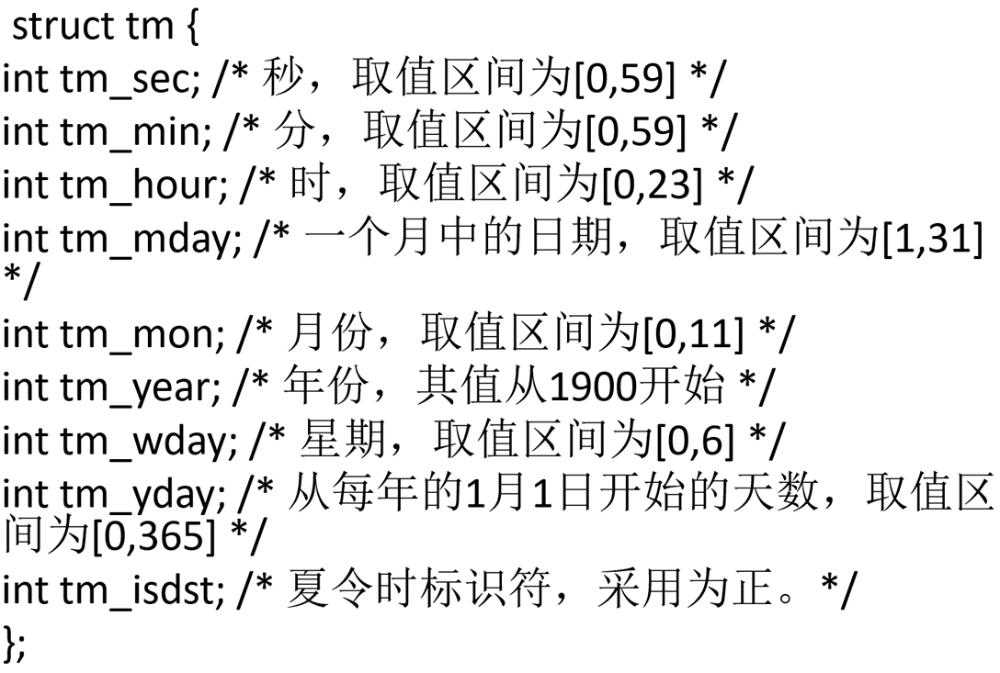 struct tm {
int tm_sec; /* 秒，取值区间为[0,59] */
int tm_min; /* 分，取值区间为[0,59] */
int tm_hour; /* 时，取值区间为[0,23] */
int tm_mday; /* 一个月中的日期，取值区间为[1,31]
*/
int tm_mon; /* 月份，取值区间为[0,11] */
int tm_year; /* 年份，其值从1900开始 */
int tm_wday; /* 星期，取值区间为[0,6] */
int tm_yday; /* 从每年的1月1日开始的天数，取值区
间为[0,365] */
int tm_isdst; /* 夏令时标识符，采用为正。*/
};